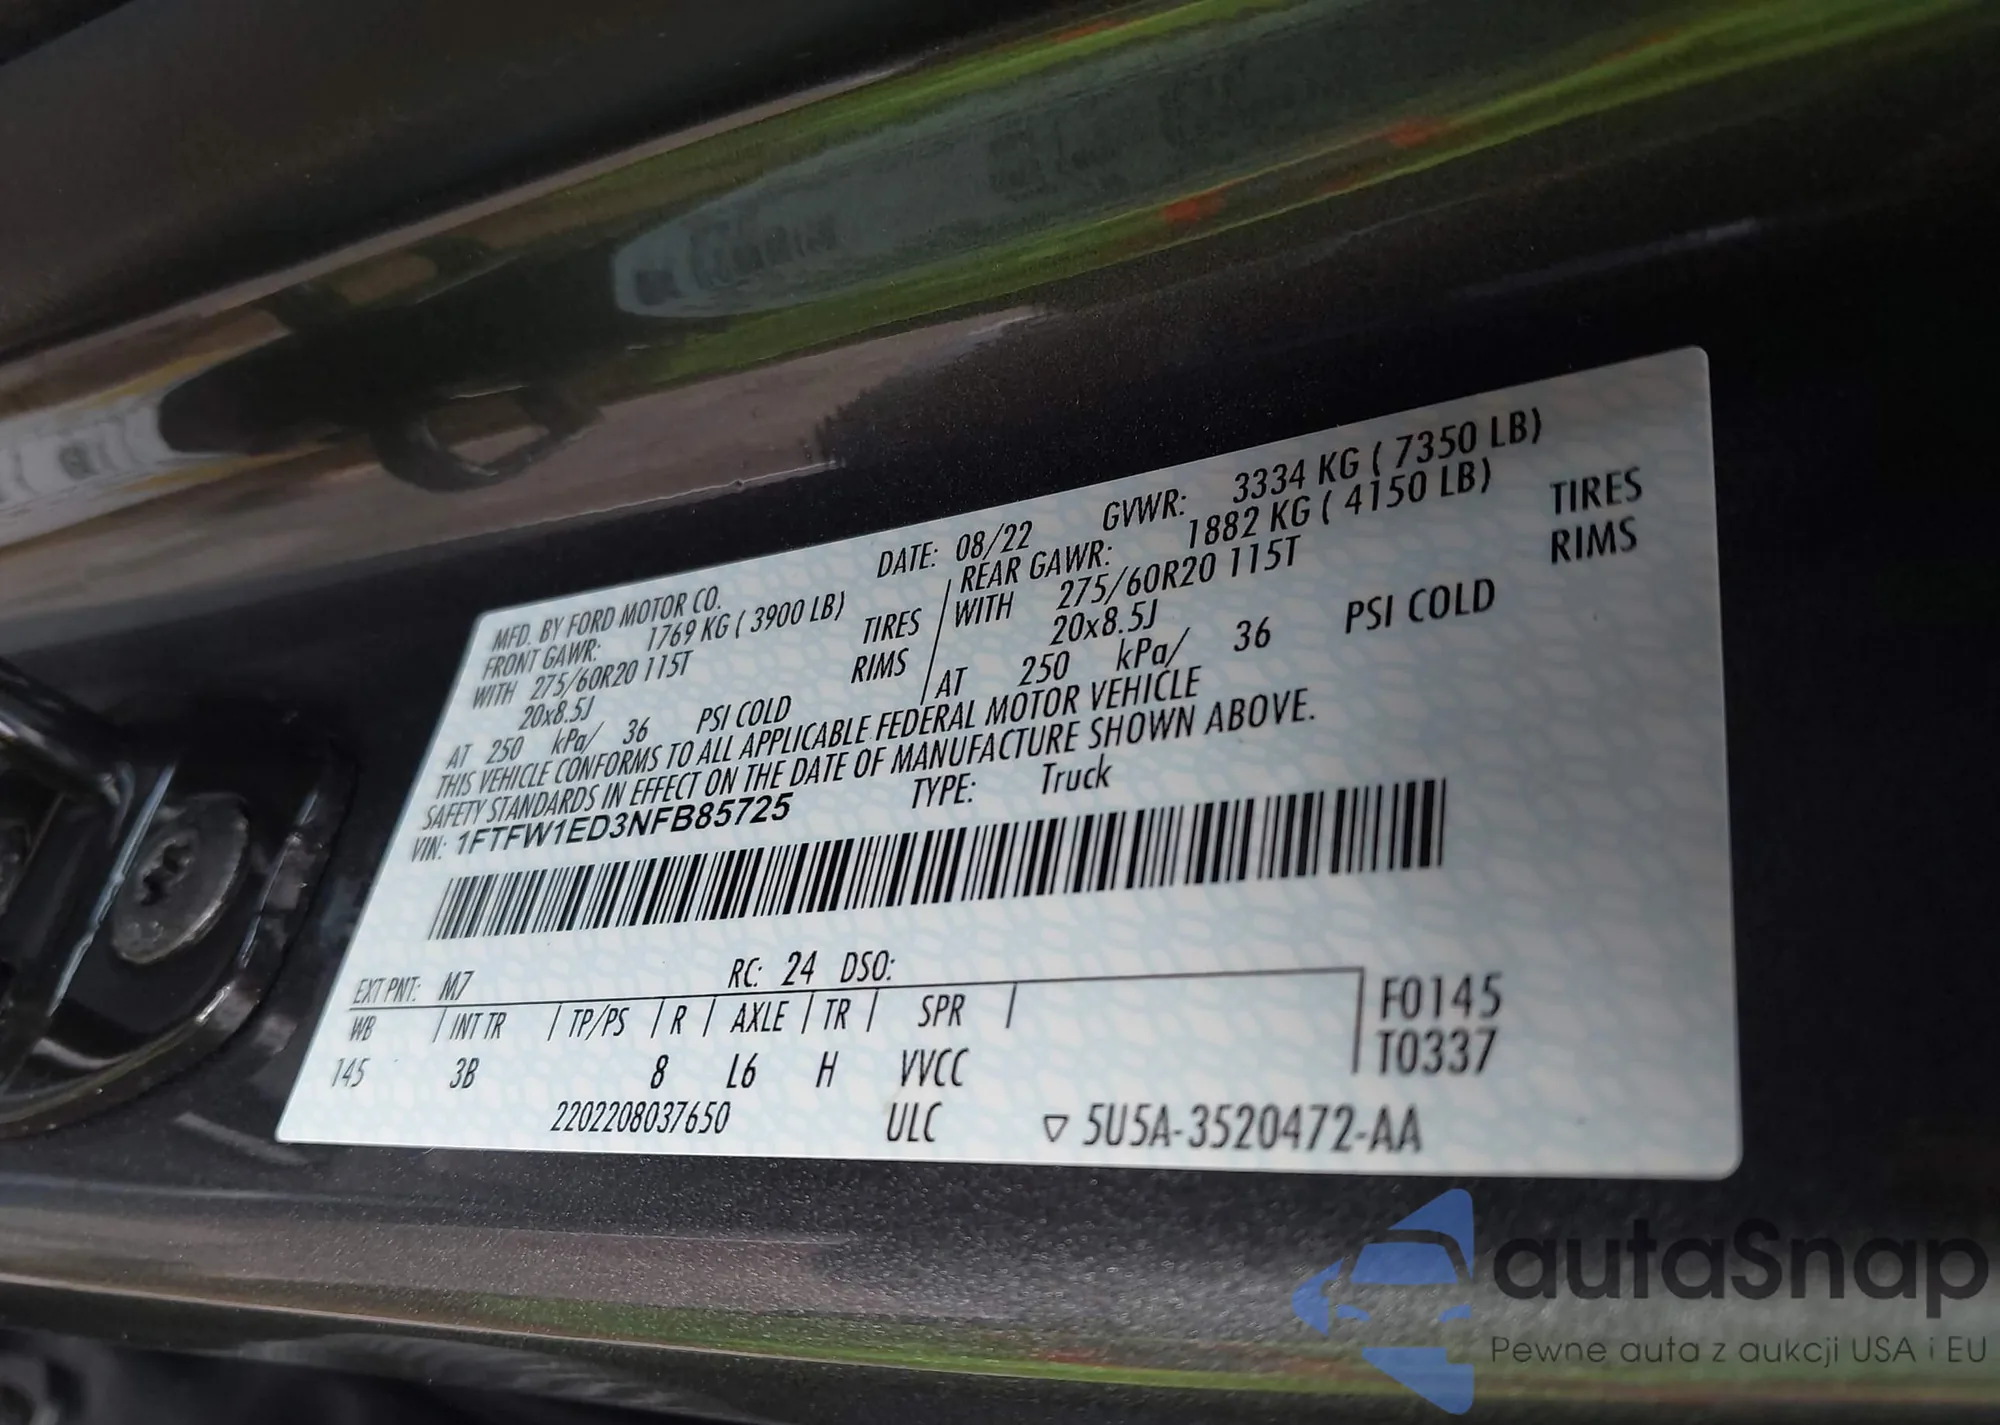 MFD. BY FORD MOTOR CO. DATE: 08/22 GVWR: 3334 KG ( 7350 LB)
FRONT GAWR: 1769 KG ( 3900 LB) REAR GAWR: 1882 KG ( 4150 LB)
WITH 275/60R20 115T TIRES WITH 275/60R20 115T TIRES
20x8.5J RIMS 20x8.5J RIMS
AT 250 kPa/ 36 PSI COLD AT 250 kPa/ 36 PSI COLD
THIS VEHICLE CONFORMS TO ALL APPLICABLE FEDERAL MOTOR VEHICLE
SAFETY STANDARDS IN EFFECT ON THE DATE OF MANUFACTURE SHOWN ABOVE.
VIN: 1FTFW1ED3NFB85725 TYPE: Truck
EXT PNT: M7 RC: 24 DSO:
WB | INT TR | TP/PS | R | AXLE | TR | SPR | F0145
145 3B 8 L6 H VVCC T0337
2202208037650 ULC ▽ 5U5A-3520472-AA
autaSnap
Pewne auta z aukcji USA i EU